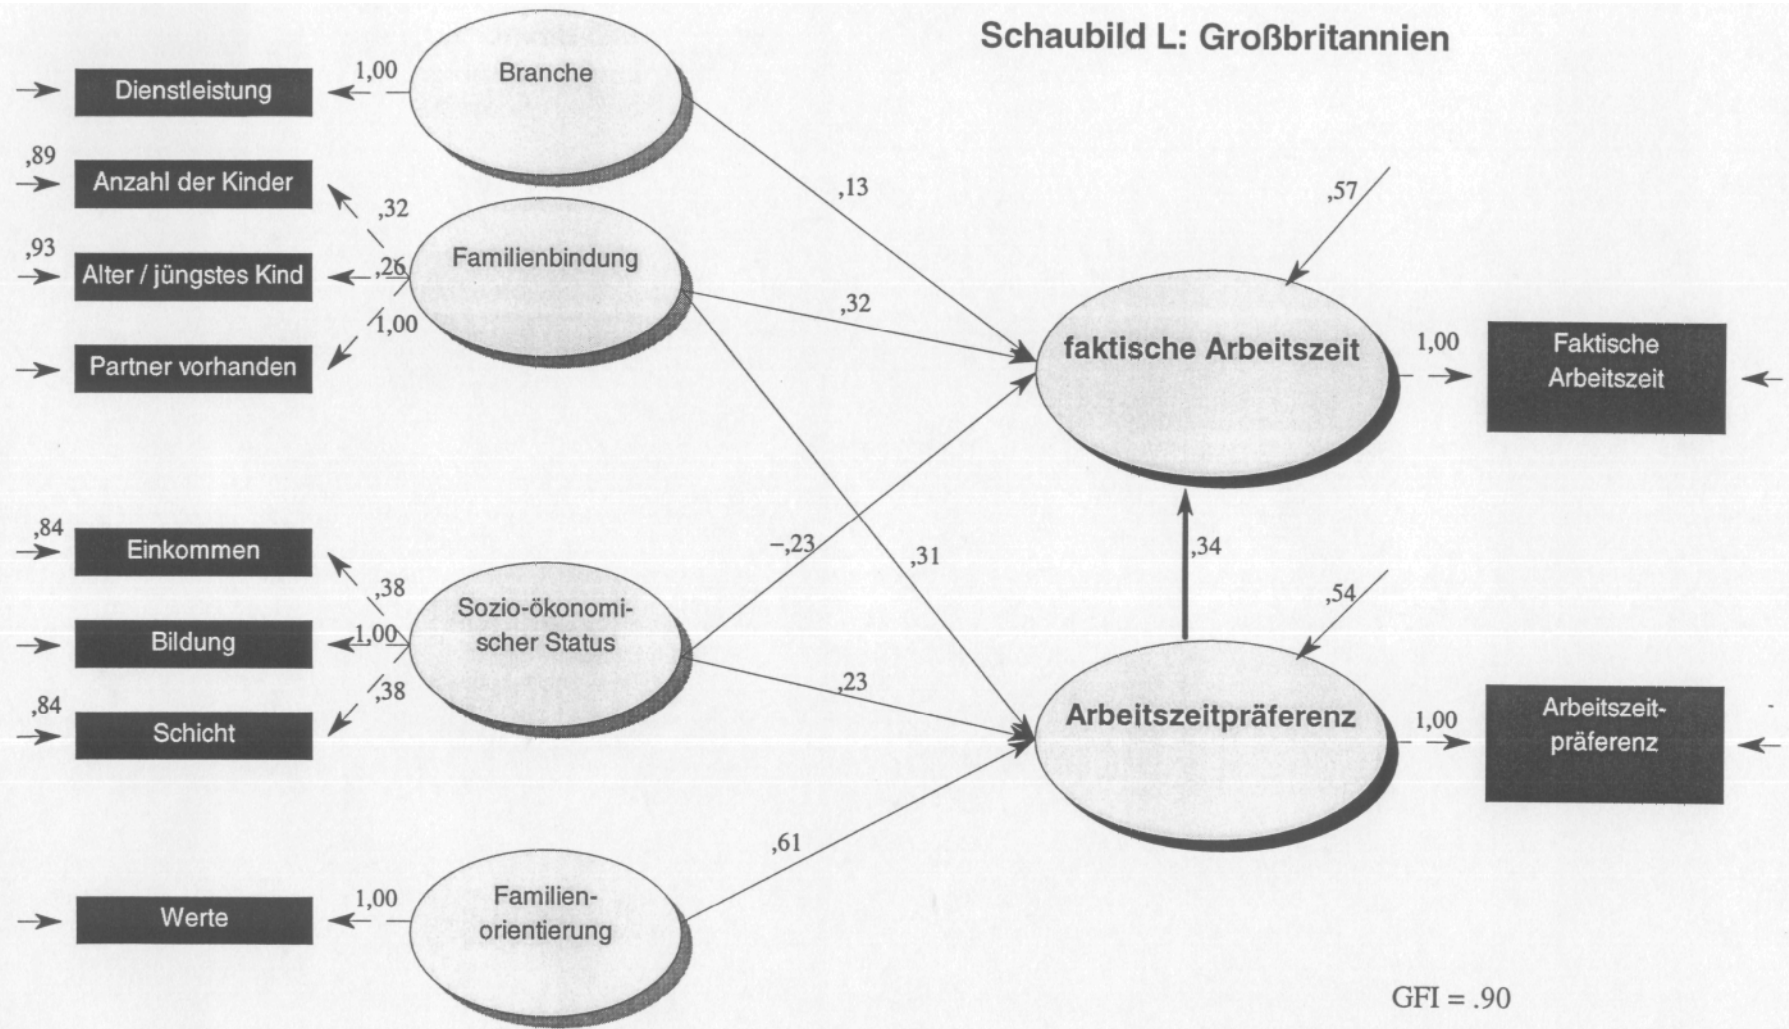 Schaubild L: Großbritannien
1,00
Branche
Dienstleistung
,89
Anzahl der Kinder
,32
,13
,57
,93
Alter / jüngstes Kind
,26
Familienbindung
,32
1,00
Partner vorhanden
faktische Arbeitszeit
1,00
Faktische
Arbeitszeit
,84
Einkommen
,38
–,23
,31
,34
Bildung
1,00
Sozio-ökonomi-
scher Status
,54
,84
Schicht
,38
,23
Arbeitszeitpräferenz
1,00
Arbeitszeit-
präferenz
,61
Werte
1,00
Familien-
orientierung
GFI = .90